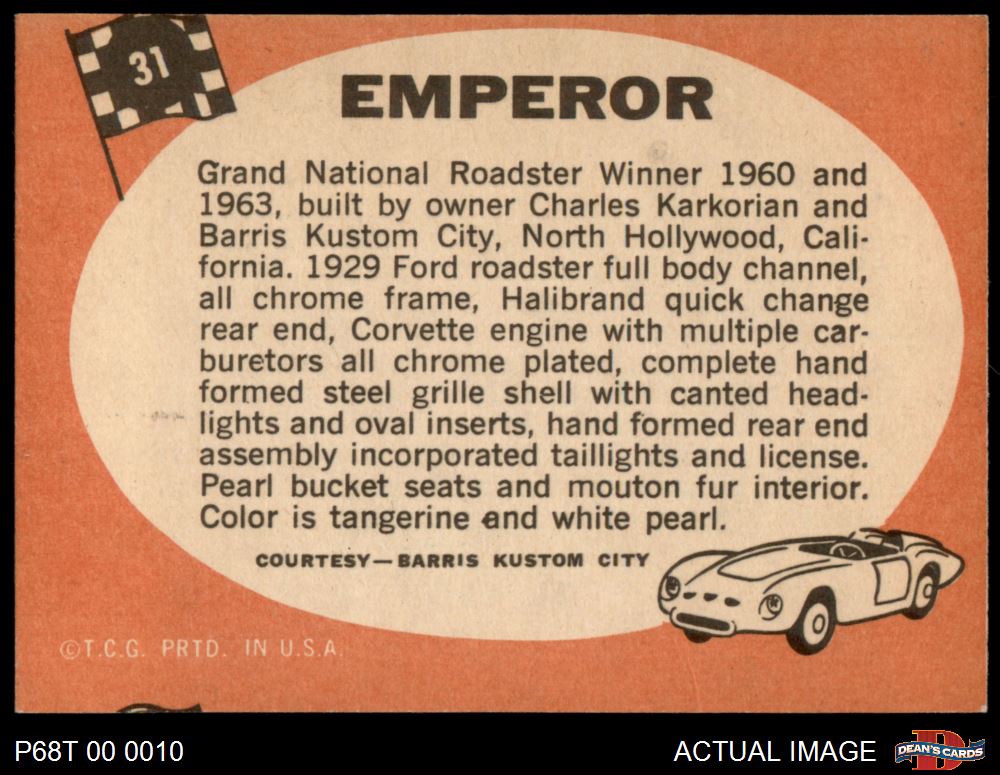 31
EMPEROR
Grand National Roadster Winner 1960 and
1963, built by owner Charles Karkorian and
Barris Kustom City, North Hollywood, Cali-
fornia. 1929 Ford roadster full body channel,
all chrome frame, Halibrand quick change
rear end, Corvette engine with multiple car-
buretors all chrome plated, complete hand
formed steel grille shell with canted head-
lights and oval inserts, hand formed rear end
assembly incorporated taillights and license.
Pearl bucket seats and mouton fur interior.
Color is tangerine and white pearl.
COURTESY—BARRIS KUSTOM CITY
©T.C.G. PRTD. IN U.S.A.
P68T 00 0010
ACTUAL IMAGE
D
DEAN'S CARDS